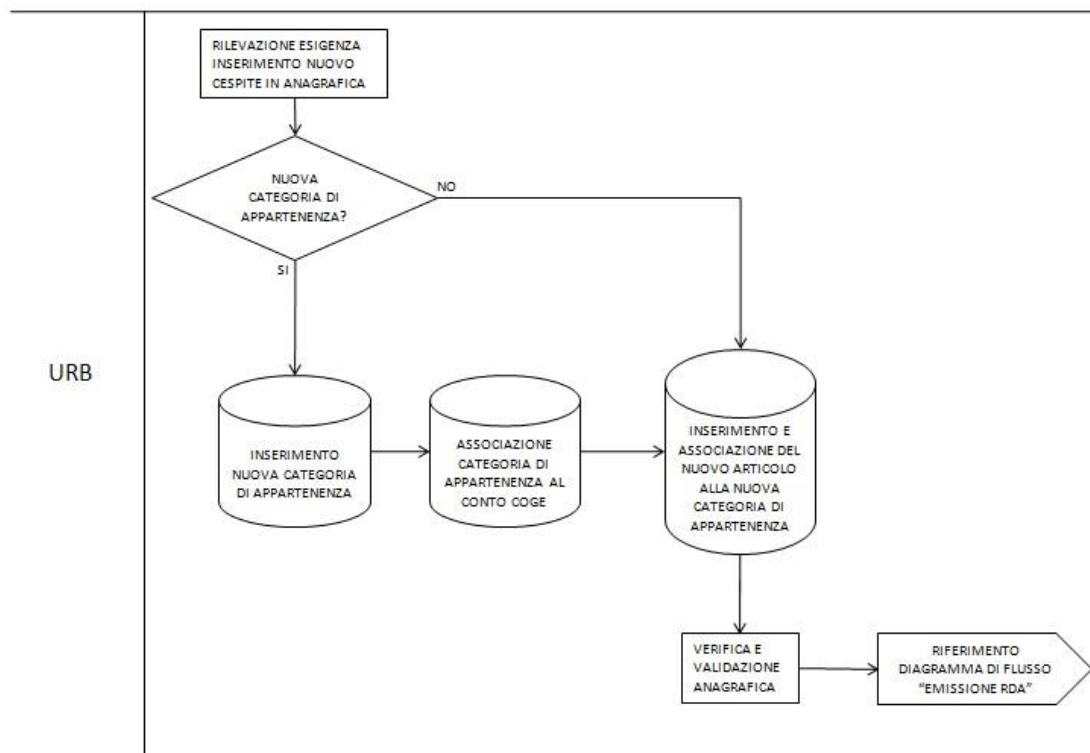 RILEVAZIONE ESIGENZA
INSERIMENTO NUOVO
CESPITE IN ANAGRAFICA
NUOVA
CATEGORIA DI
APPARTENENZA?
NO
SI
URB
INSERIMENTO
NUOVA CATEGORIA
DI APPARTENENZA
ASSOCIAZIONE
CATEGORIA DI
APPARTENENZA AL
CONTO COGE
INSERIMENTO E
ASSOCIAZIONE DEL
NUOVO ARTICOLO
ALLA NUOVA
CATEGORIA DI
APPARTENENZA
VERIFICA E
VALIDAZIONE
ANAGRAFICA
RIFERIMENTO
DIAGRAMMA DI FLUSSO
“EMISSIONE RDA”